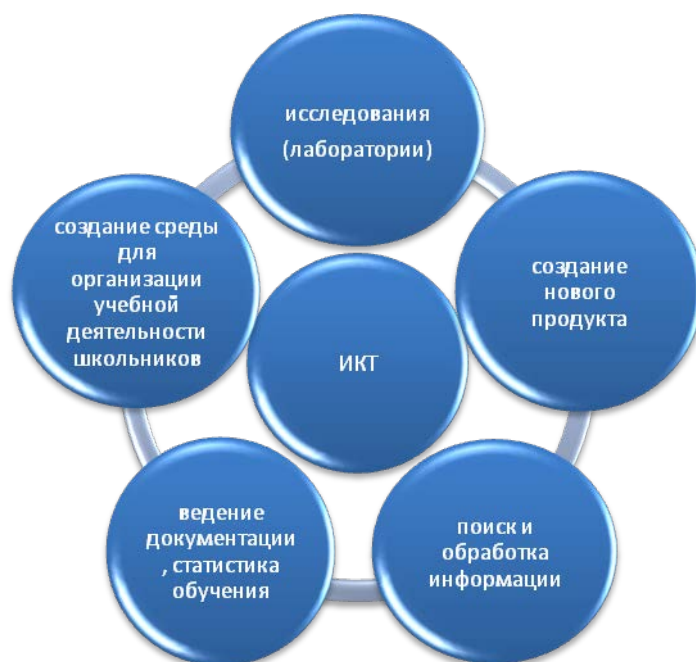 исследования
(лаборатории)
создание среды
для
организации
учебной
деятельности
школьников
создание
нового
продукта
ИКТ
ведение
документации
, статистика
обучения
поиск и
обработка
информации